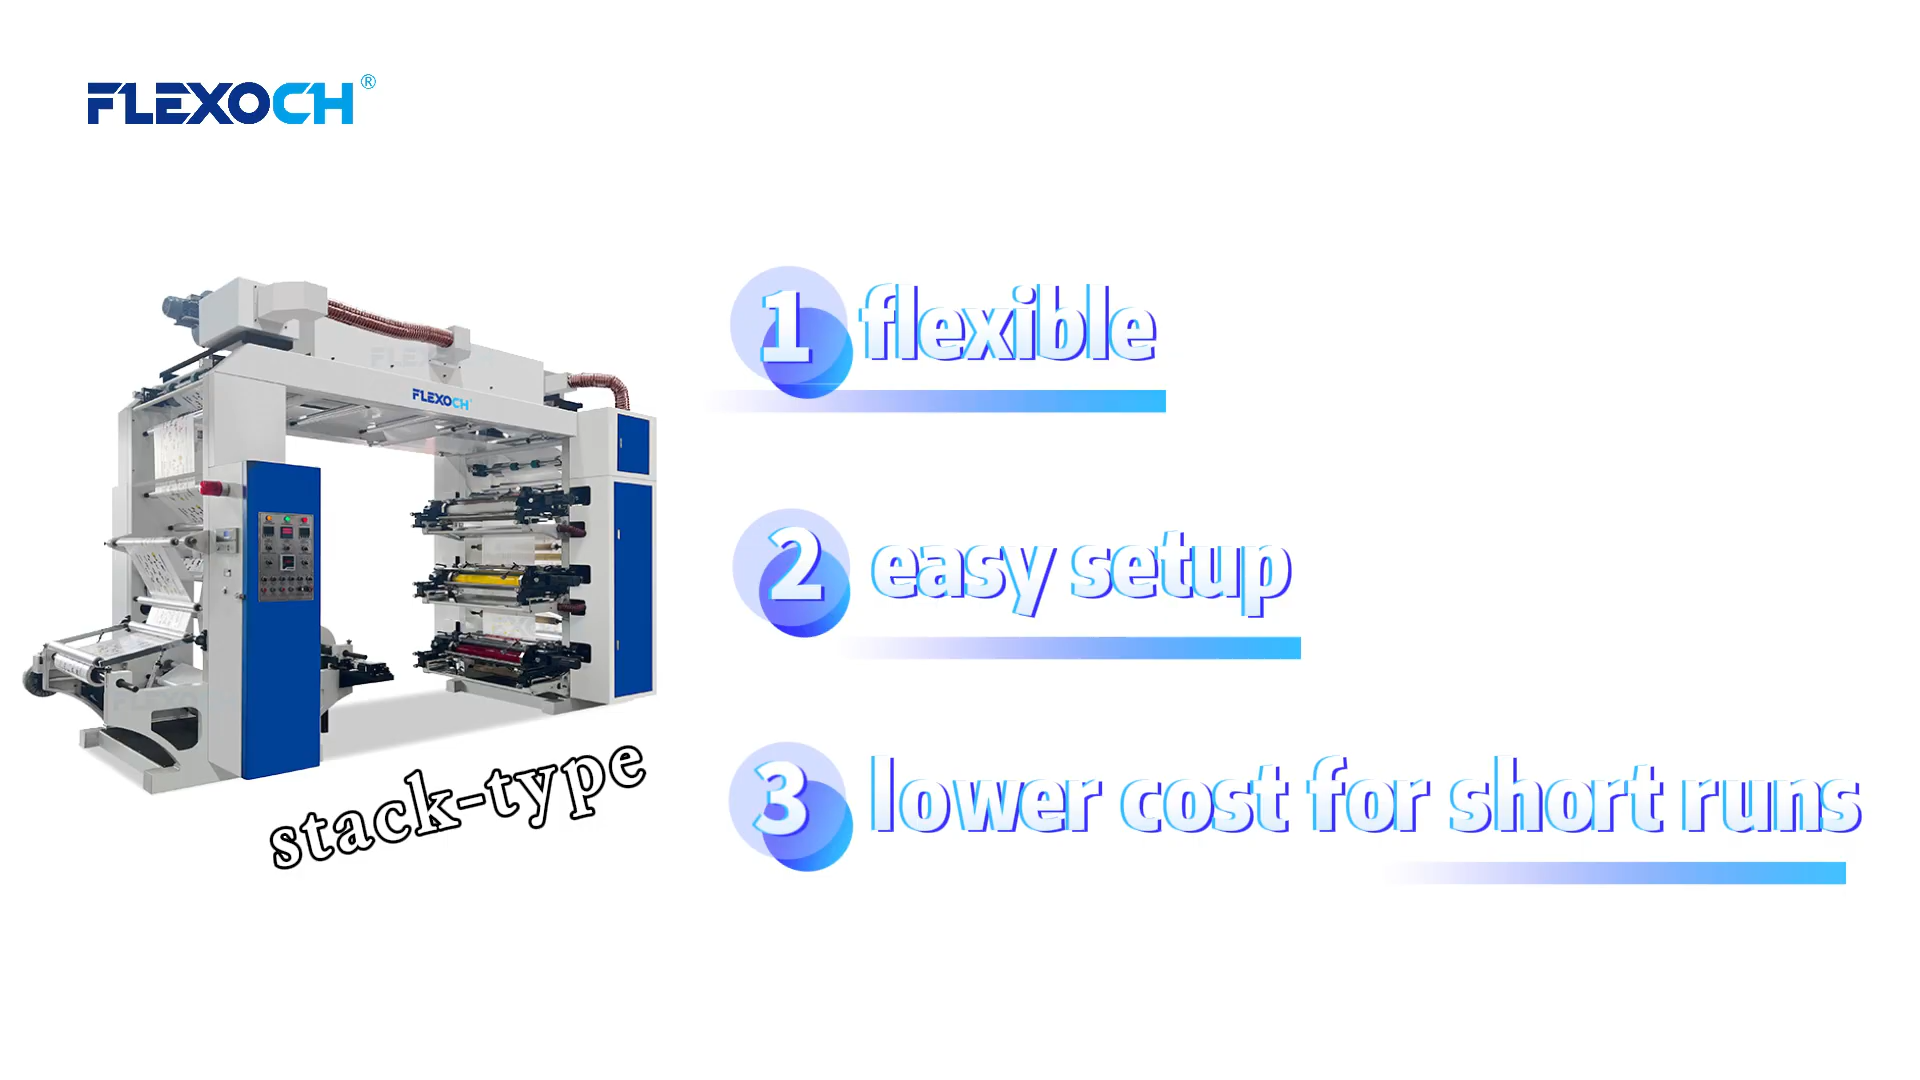 FLEXOCH®
FLEXOCH
1 flexible
2 easy setup
3 lower cost for short runs
stack-type